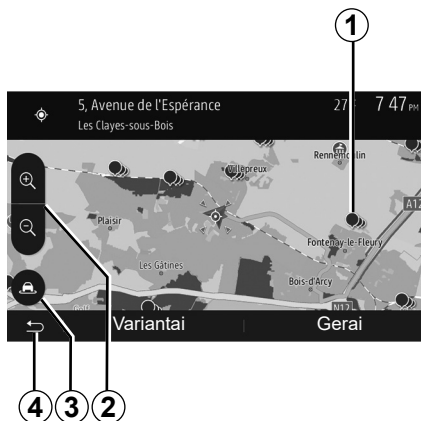 1
5, Avenue de l'Espérance
27°
7 47 PM
Les Clayes-sous-Bois
Rennemoulin
Villepreux
A12
Plaisir
Fontenay-le-Fleury
Les Gâtines
Bois-d'Arcy
N12
Variantai
Gerai
4
3
2